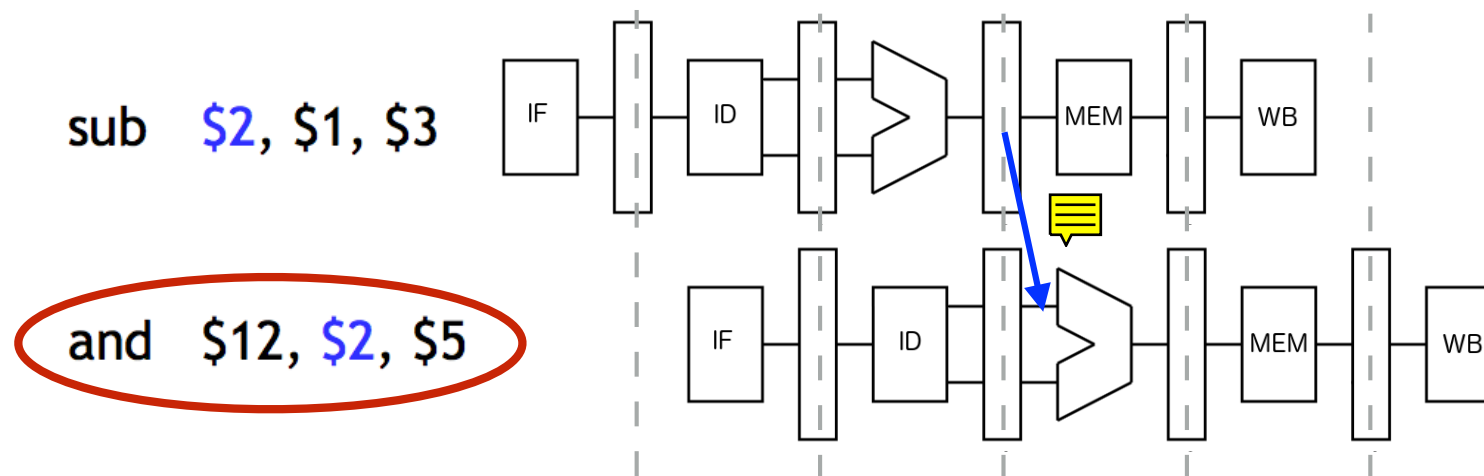 sub $2, $1, $3
IF ID MEM WB
and $12, $2, $5
IF ID MEM WB